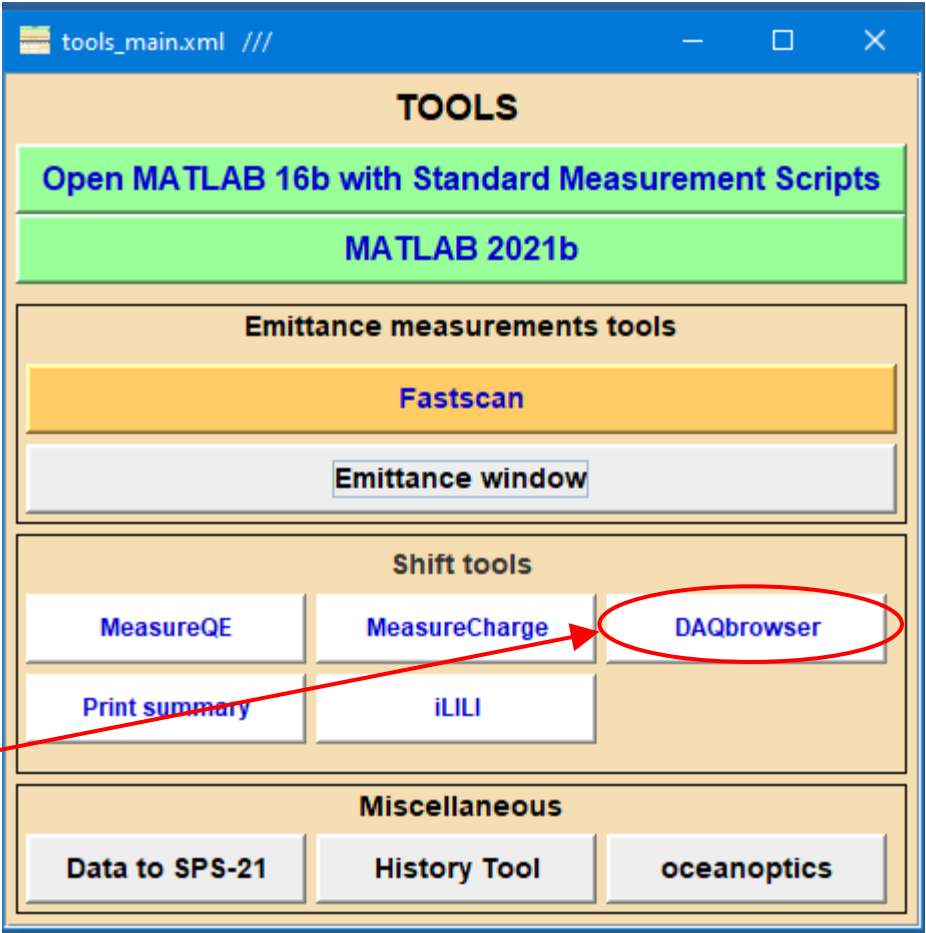 tools_main.xml ///
TOOLS
Open MATLAB 16b with Standard Measurement Scripts
MATLAB 2021b
Emittance measurements tools
Fastscan
Emittance window
Shift tools
MeasureQE MeasureCharge DAQbrowser
Print summary iLILI
Miscellaneous
Data to SPS-21 History Tool oceanoptics